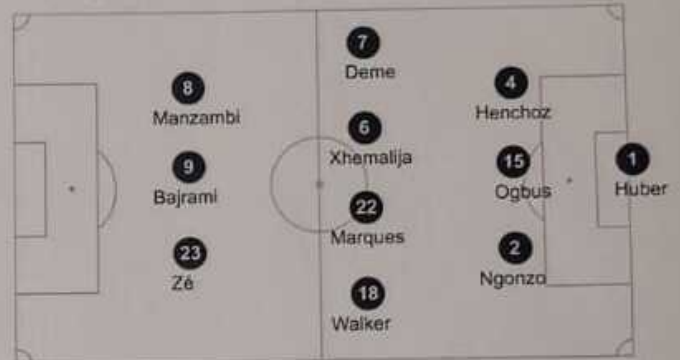 7
Deme
8
Manzambi
4
Henchoz
6
Xhemalija
9
Bajrami
15
Ogbus
1
Huber
22
Marques
23
Zé
2
Ngonzo
18
Walker